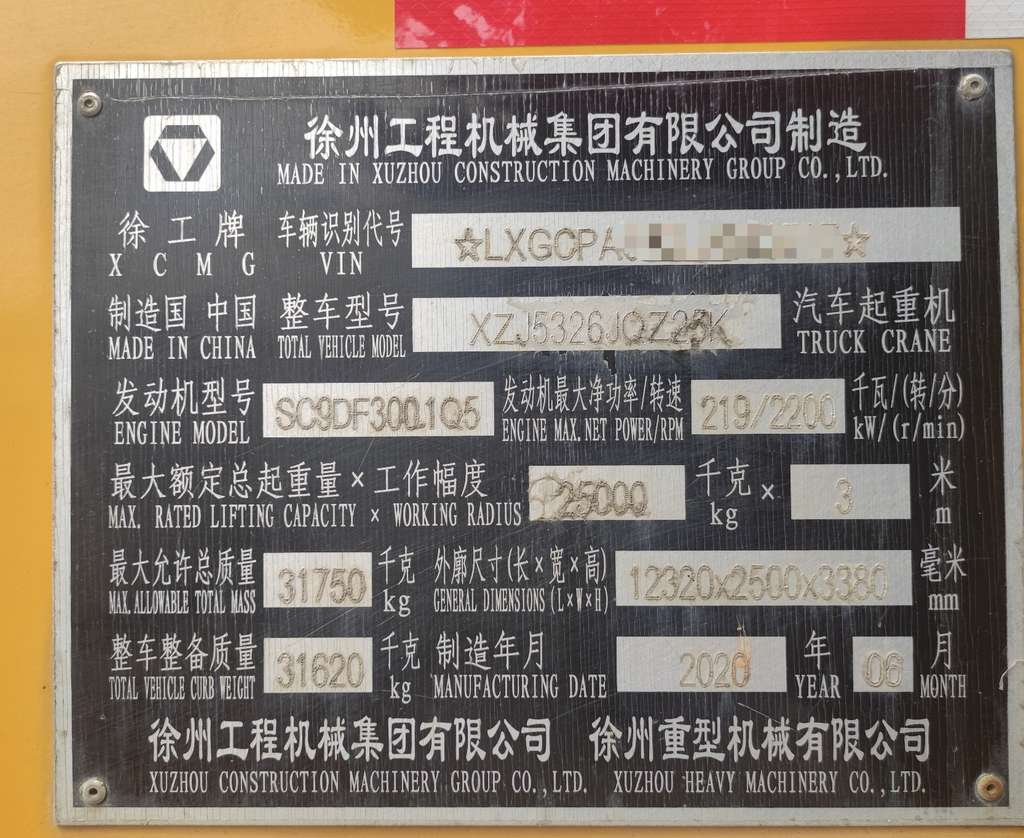 徐州工程机械集团有限公司制造
MADE IN XUZHOU CONSTRUCTION MACHINERY GROUP CO.,LTD.
徐工牌 车辆识别代号
XCMG VIN ☆LXGCPA ☆
制造国 中国 整车型号 汽车起重机
MADE IN CHINA TOTAL VEHICLE MODEL XZJ5326JQZ25K TRUCK CRANE
发动机型号 发动机最大净功率/转速 千瓦/(转/分)
ENGINE MODEL SC9DF300.1Q5 ENGINE MAX.NET POWER/RPM 219/2200 kW/(r/min)
最大额定总起重量×工作幅度 千克 × 米
MAX. RATED LIFTING CAPACITY × WORKING RADIUS 25000 kg 3 m
最大允许总质量 千克 外廓尺寸(长×宽×高) 毫米
MAX.ALLOWABLE TOTAL MASS 31750 kg GENERAL DIMENSIONS(L×W×H) 12320x2500x3380 mm
整车整备质量 千克 制造年月 年 月
TOTAL VEHICLE CURB WEIGHT 31620 kg MANUFACTURING DATE 2020 YEAR 06 MONTH
徐州工程机械集团有限公司 徐州重型机械有限公司
XUZHOU CONSTRUCTION MACHINERY GROUP CO.,LTD. XUZHOU HEAVY MACHINERY CO.,LTD.